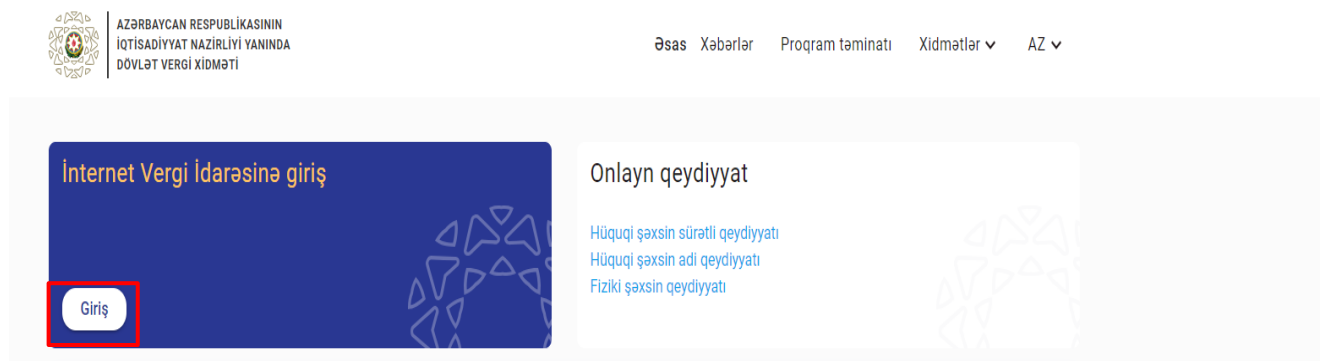 AZƏRBAYCAN RESPUBLİKASININ
İQTİSADİYYAT NAZİRLİYİ YANINDA
DÖVLƏT VERGİ XİDMƏTİ
Əsas Xəbərlər Proqram təminatı Xidmətlər AZ
İnternet Vergi İdarəsinə giriş
Giriş
Onlayn qeydiyyat
Hüquqi şəxsin sürətli qeydiyyatı
Hüquqi şəxsin adi qeydiyyatı
Fiziki şəxsin qeydiyyatı